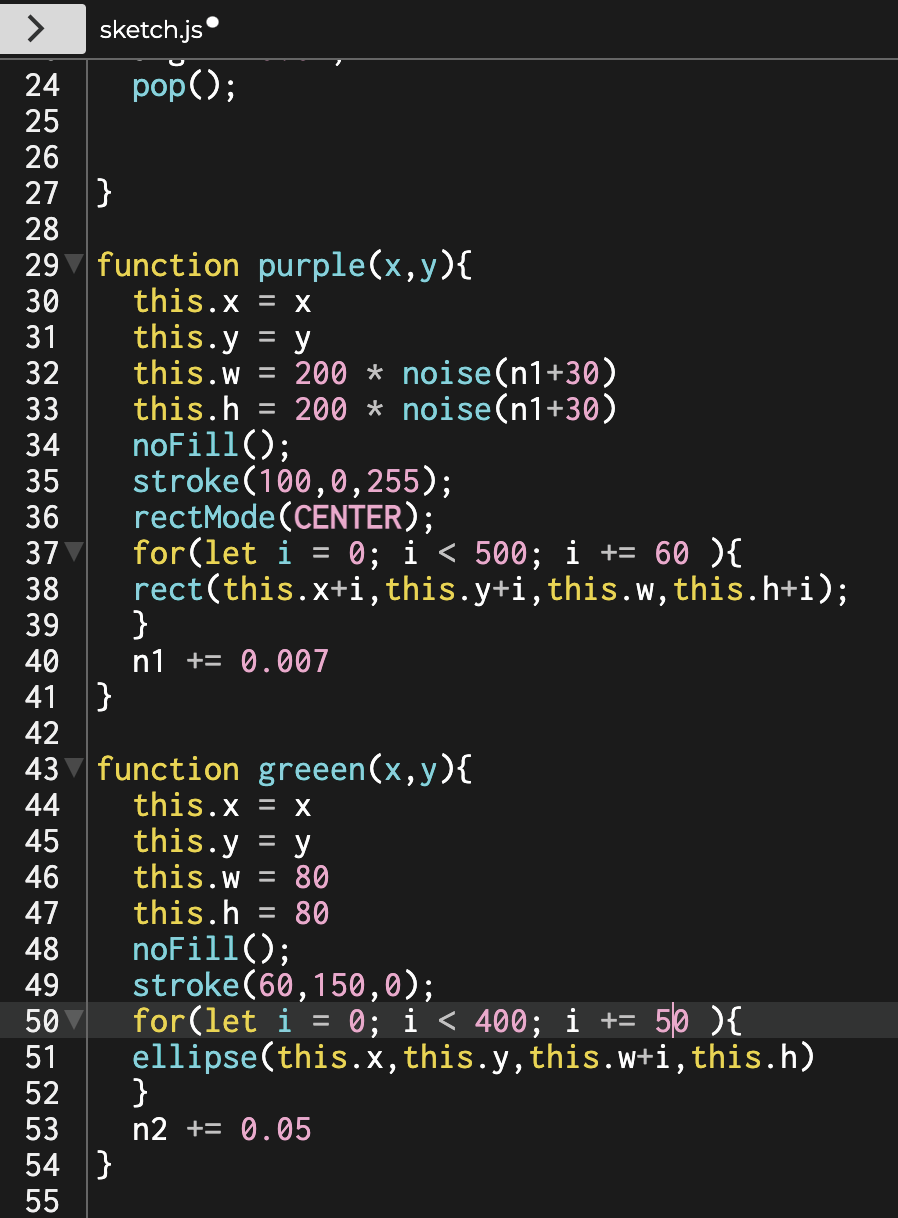 sketch.js
24 pop();
25
26
27 }
28
29 function purple(x,y){
30 this.x = x
31 this.y = y
32 this.w = 200 * noise(n1+30)
33 this.h = 200 * noise(n1+30)
34 noFill();
35 stroke(100,0,255);
36 rectMode(CENTER);
37 for(let i = 0; i < 500; i += 60 ){
38 rect(this.x+i,this.y+i,this.w,this.h+i);
39 }
40 n1 += 0.007
41 }
42
43 function greeen(x,y){
44 this.x = x
45 this.y = y
46 this.w = 80
47 this.h = 80
48 noFill();
49 stroke(60,150,0);
50 for(let i = 0; i < 400; i += 50 ){
51 ellipse(this.x,this.y,this.w+i,this.h)
52 }
53 n2 += 0.05
54 }
55